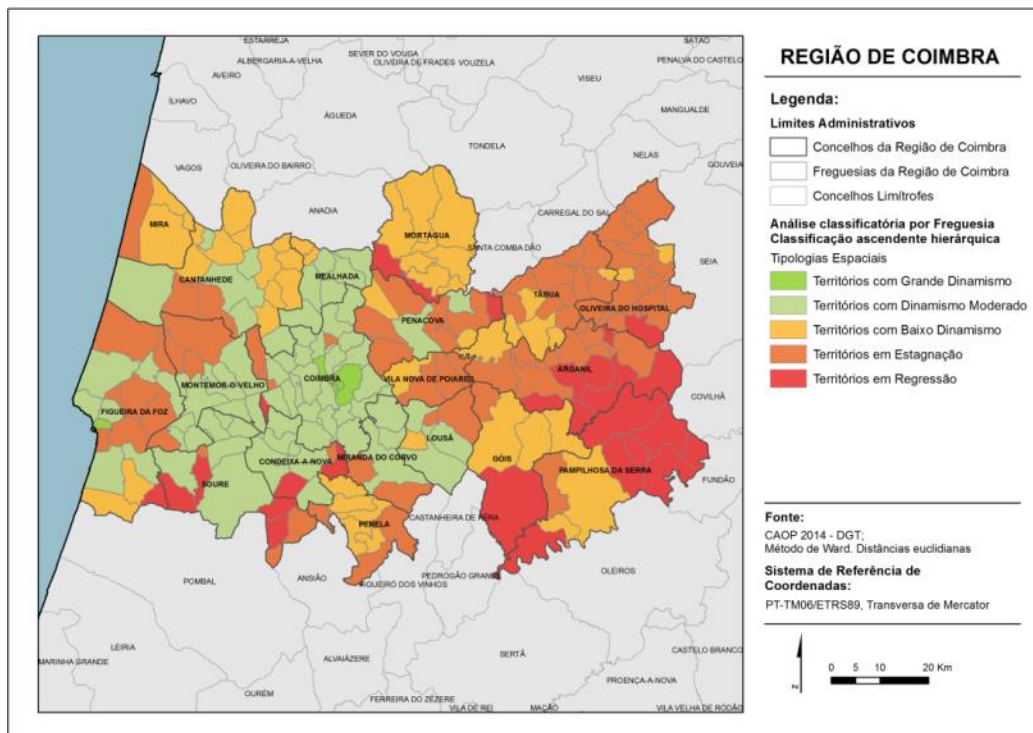 ESTARREJA
SEVER DO VOUGA
SATAO
ALBERGARIA-A-VELHA
OLIVEIRA DE FRADES
VOUZELA
PENALVA DO CASTELO
AVEIRO
VISEU
ÍLHAVO
MANGUALDE
ÁGUEDA
TONDELA
VAGOS
OLIVEIRA DO BAIRRO
NELAS
GOUVEIA
ANADIA
CARREGAL DO SAL
MIRA
MORTÁGUA
SANTA COMBA DÃO
SEIA
CANTANHEDE
MEALHADA
TÁBUA
OLIVEIRA DO HOSPITAL
PENACOVA
ARGANIL
COIMBRA
VILA NOVA DE POIARES
MONTEMOR-O-VELHO
COVILHÃ
FIGUEIRA DA FOZ
LOUSÃ
GÓIS
CONDEIXA-A-NOVA
MIRANDA DO CORVO
PAMPILHOSA DA SERRA
SOURE
FUNDÃO
CASTANHEIRA DE PÊRA
PENELA
POMBAL
ANSIÃO
PEDRÓGÃO GRANDE
OLEIROS
FIGUEIRÓ DOS VINHOS
LEIRIA
MARINHA GRANDE
ALVAIÁZERE
SERTÃ
CASTELO BRANCO
PROENÇA-A-NOVA
OURÉM
FERREIRA DO ZÊZERE
VILA DE REI
MAÇÃO
VILA VELHA DE RÓDÃO
REGIÃO DE COIMBRA
Legenda:
Limites Administrativos
Concelhos da Região de Coimbra
Freguesias da Região de Coimbra
Concelhos Limítrofes
Análise classificatória por Freguesia
Classificação ascendente hierárquica
Tipologias Espaciais
Territórios com Grande Dinamismo
Territórios com Dinamismo Moderado
Territórios com Baixo Dinamismo
Territórios em Estagnação
Territórios em Regressão
Fonte:
CAOP 2014 - DGT;
Método de Ward. Distâncias euclidianas
Sistema de Referência de
Coordenadas:
PT-TM06/ETRS89, Transversa de Mercator
N
0 5 10 20 Km